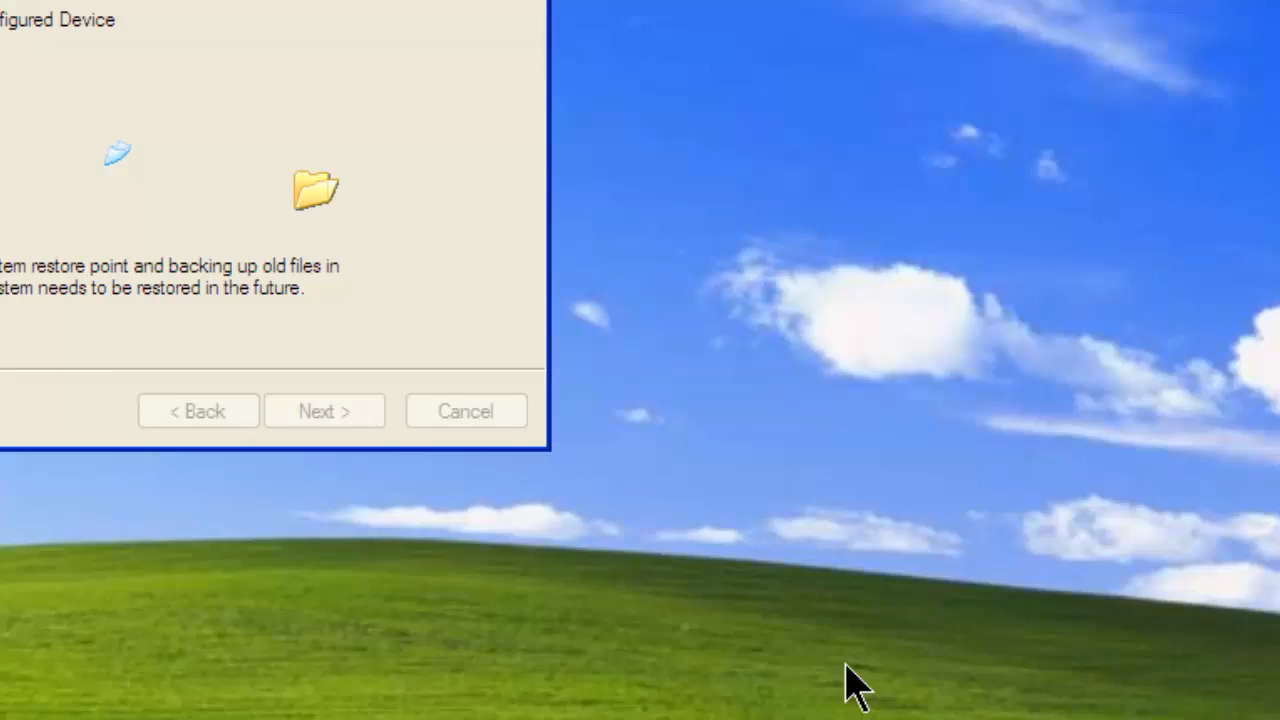 figured Device
tem restore point and backing up old files in
stem needs to be restored in the future.
< Back Next > Cancel